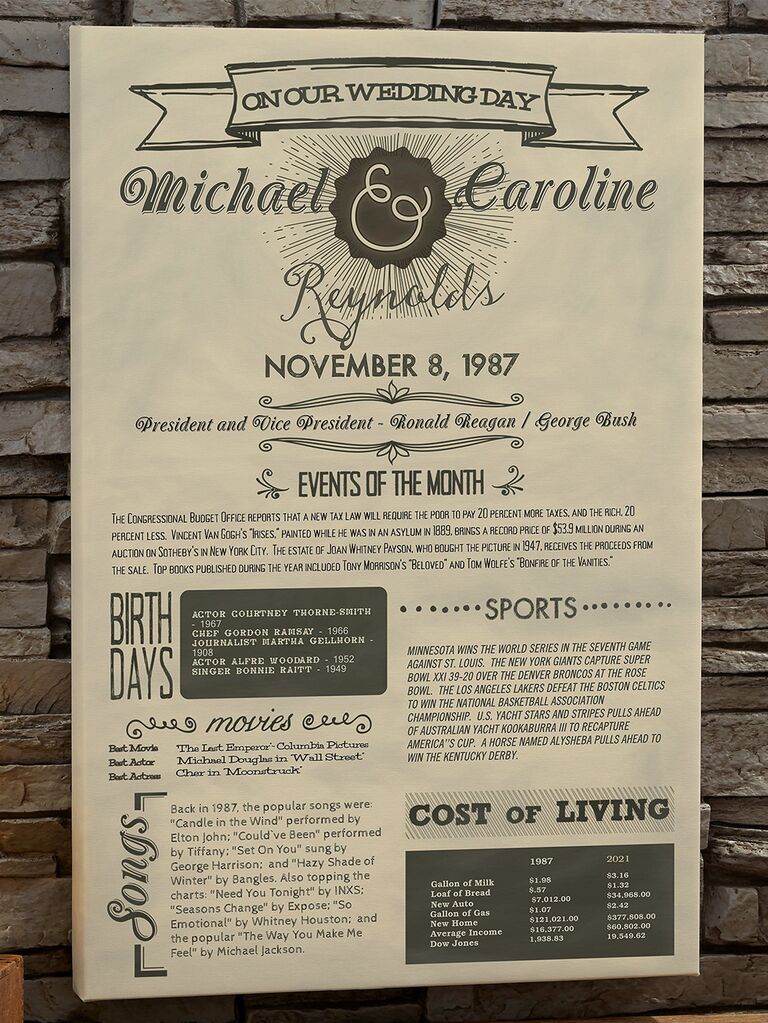 ON OUR WEDDING DAY
Michael & Caroline
Reynolds
NOVEMBER 8, 1987
President and Vice President - Ronald Reagan / George Bush
EVENTS OF THE MONTH
The Congressional Budget Office reports that a new tax law will require the poor to pay 20 percent more taxes, and the rich, 20
percent less. Vincent Van Gogh's "Irises," painted while he was in an asylum in 1889, brings a record price of $53.9 million during an
auction on Sotheby's in New York City. The estate of Joan Whitney Payson, who bought the picture in 1947, receives the proceeds from
the sale. Top books published during the year included Tony Morrison's "Beloved" and Tom Wolfe's "Bonfire of the Vanities."
BIRTH
DAYS
ACTOR COURTNEY THORNE-SMITH
- 1967
CHEF GORDON RAMSAY - 1966
JOURNALIST MARTHA GELLHORN -
1908
ACTOR ALFRE WOODARD - 1952
SINGER BONNIE RAITT - 1949
movies
Best Movie 'The Last Emperor'- Columbia Pictures
Best Actor Michael Douglas in 'Wall Street'
Best Actress Cher in 'Moonstruck'
Songs
Back in 1987, the popular songs were:
"Candle in the Wind" performed by
Elton John; "Could've Been" performed
by Tiffany; "Set On You" sung by
George Harrison; and "Hazy Shade of
Winter" by Bangles. Also topping the
charts: "Need You Tonight" by INXS;
"Seasons Change" by Expose; "So
Emotional" by Whitney Houston; and
the popular "The Way You Make Me
Feel" by Michael Jackson.
SPORTS
MINNESOTA WINS THE WORLD SERIES IN THE SEVENTH GAME
AGAINST ST. LOUIS. THE NEW YORK GIANTS CAPTURE SUPER
BOWL XXI 39-20 OVER THE DENVER BRONCOS AT THE ROSE
BOWL. THE LOS ANGELES LAKERS DEFEAT THE BOSTON CELTICS
TO WIN THE NATIONAL BASKETBALL ASSOCIATION
CHAMPIONSHIP. U.S. YACHT STARS AND STRIPES PULLS AHEAD
OF AUSTRALIAN YACHT KOOKABURRA III TO RECAPTURE
AMERICA''S CUP. A HORSE NAMED ALYSHEBA PULLS AHEAD TO
WIN THE KENTUCKY DERBY.
COST OF LIVING
1987 2021
Gallon of Milk $1.98 $3.16
Loaf of Bread $.57 $1.32
New Auto $7,012.00 $34,968.00
Gallon of Gas $1.07 $2.42
New Home $121,021.00 $377,808.00
Average Income $16,377.00 $60,802.00
Dow Jones 1,938.83 19,549.62